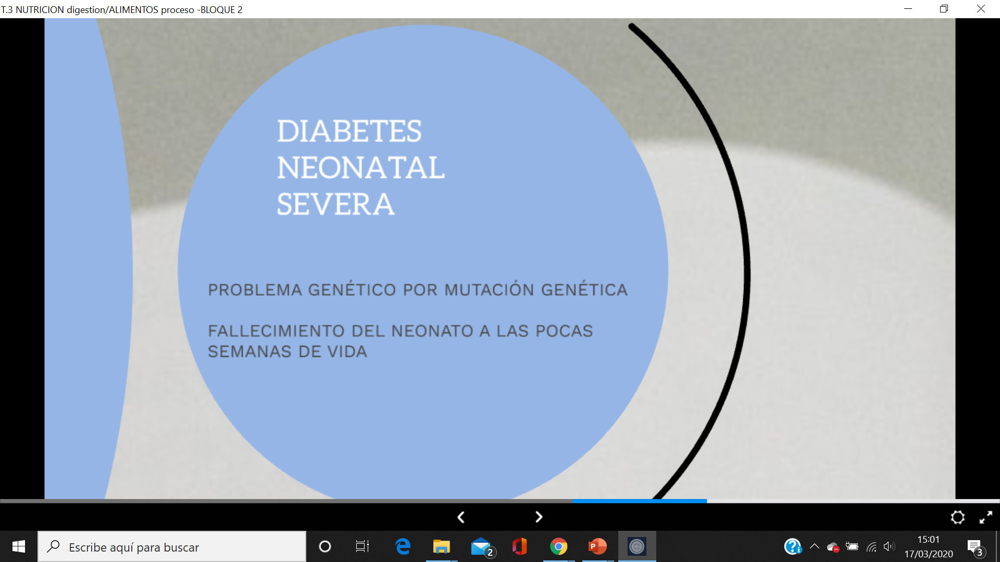 T.3 NUTRICION digestion/ALIMENTOS proceso -BLOQUE 2
DIABETES
NEONATAL
SEVERA
PROBLEMA GENÉTICO POR MUTACIÓN GENÉTICA
FALLECIMIENTO DEL NEONATO A LAS POCAS
SEMANAS DE VIDA
Escribe aquí para buscar
2
15:01
17/03/2020
3